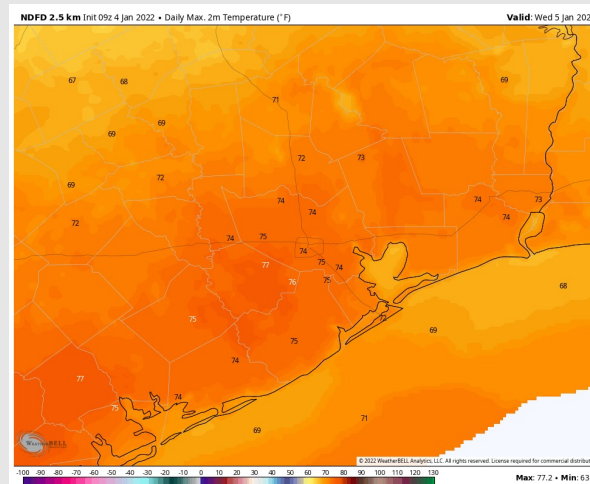 NDFD 2.5 km Init 09z 4 Jan 2022 • Daily Max. 2m Temperature (°F)
Valid: Wed 5 Jan 202
67 68 69
71
69
69
72 73
69 72
74 74 73
72 74 74
74 75
74
77 75 74
76 75
68
75 72
69
75
74
77
74
75
69 71
WeatherBELL
© 2022 WeatherBELL Analytics, LLC. All rights reserved. License required for commercial distribut
-100 -90 -80 -70 -60 -50 -40 -30 -20 -10 0 10 20 30 40 50 60 70 80 90 100 110 120 130
Max: 77.2 • Min: 63